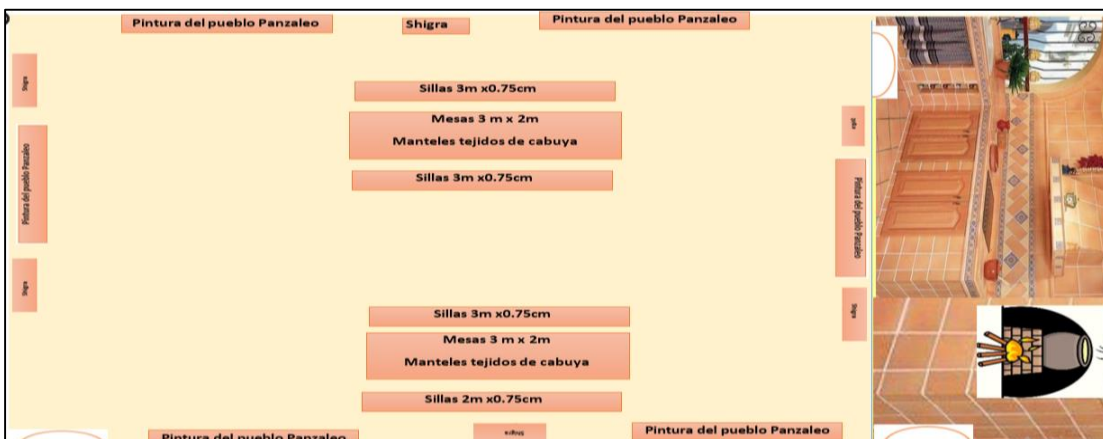 Pintura del pueblo Panzaleo
Shigra
Pintura del pueblo Panzaleo
Shigra
Pintura del pueblo Panzaleo
Shigra
Sillas 3m x0.75cm
Mesas 3 m x 2m
Manteles tejidos de cabuya
Sillas 3m x0.75cm
Pintura del pueblo Panzaleo
Shigra
Sillas 3m x0.75cm
Mesas 3 m x 2m
Manteles tejidos de cabuya
Sillas 2m x0.75cm
Pintura del pueblo Panzaleo
Shigra
Pintura del pueblo Panzaleo